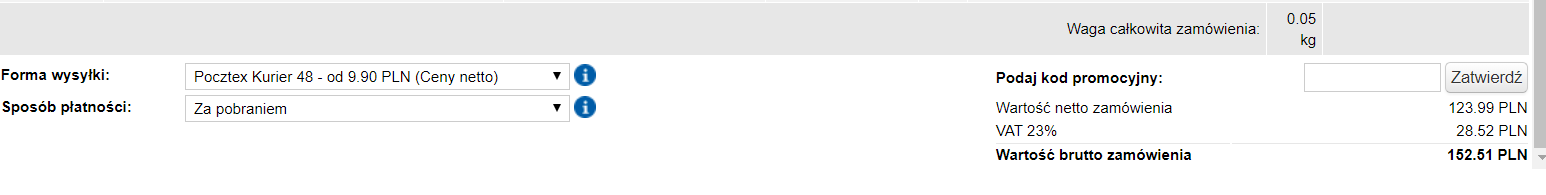 Waga całkowita zamówienia: 0.05
kg
Forma wysyłki: Pocztex Kurier 48 - od 9.90 PLN (Ceny netto)
Sposób płatności: Za pobraniem
Podaj kod promocyjny: Zatwierdź
Wartość netto zamówienia 123.99 PLN
VAT 23% 28.52 PLN
Wartość brutto zamówienia 152.51 PLN